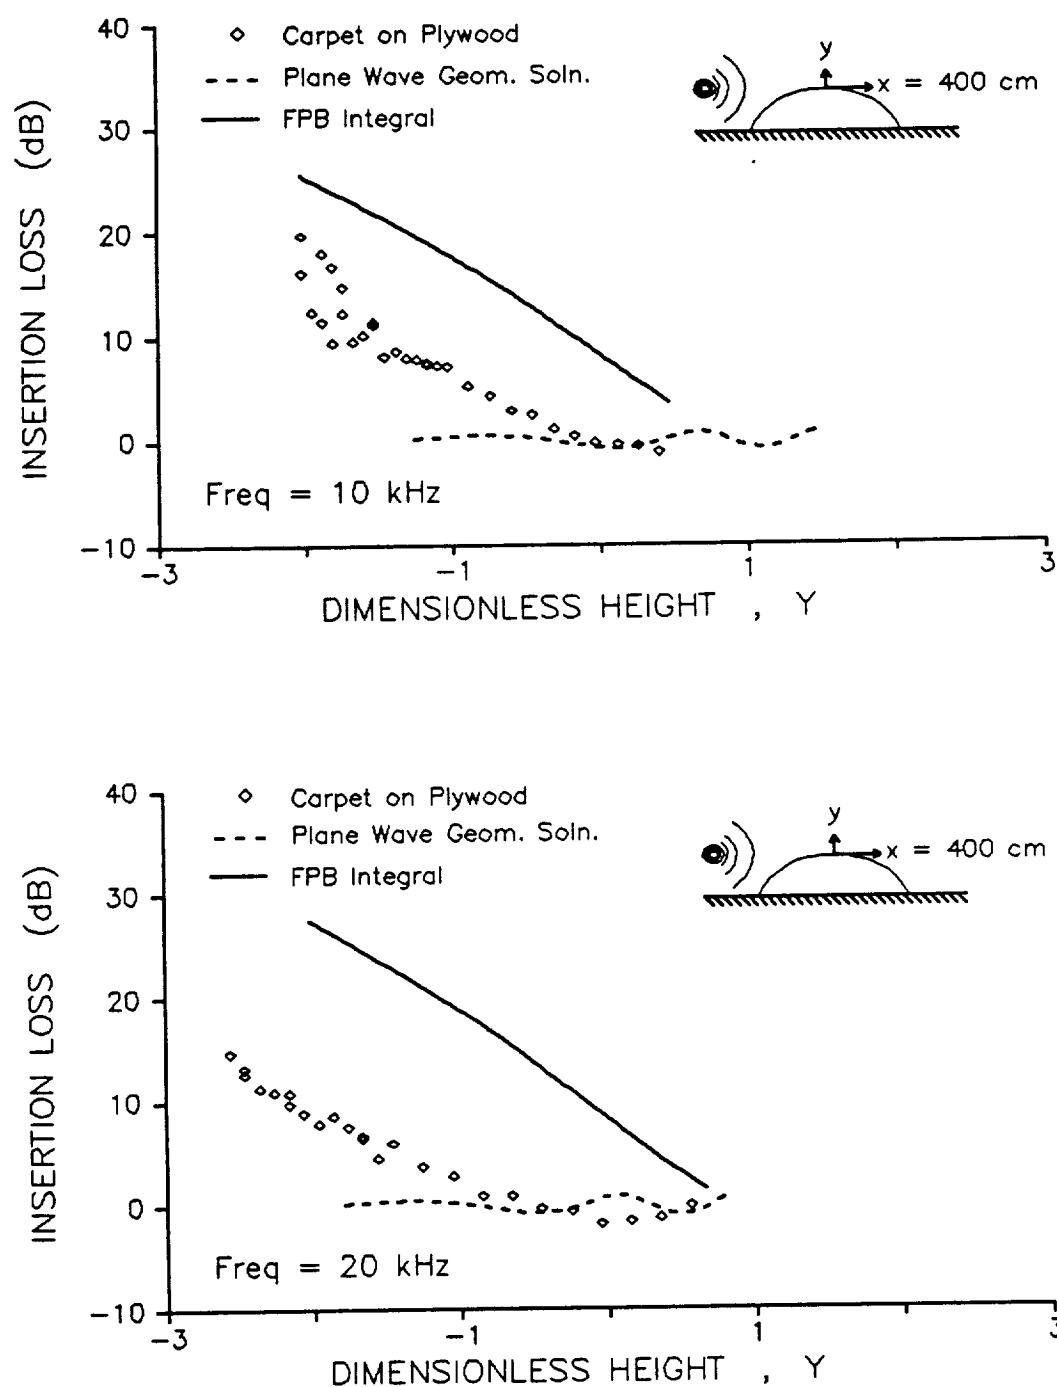 40
30
20
10
0
−10
INSERTION LOSS (dB)
Carpet on Plywood
Plane Wave Geom. Soln.
FPB Integral
y
x = 400 cm
Freq = 10 kHz
−3
−1
1
3
DIMENSIONLESS HEIGHT , Y
40
30
20
10
0
−10
INSERTION LOSS (dB)
Carpet on Plywood
Plane Wave Geom. Soln.
FPB Integral
y
x = 400 cm
Freq = 20 kHz
−3
−1
1
3
DIMENSIONLESS HEIGHT , Y